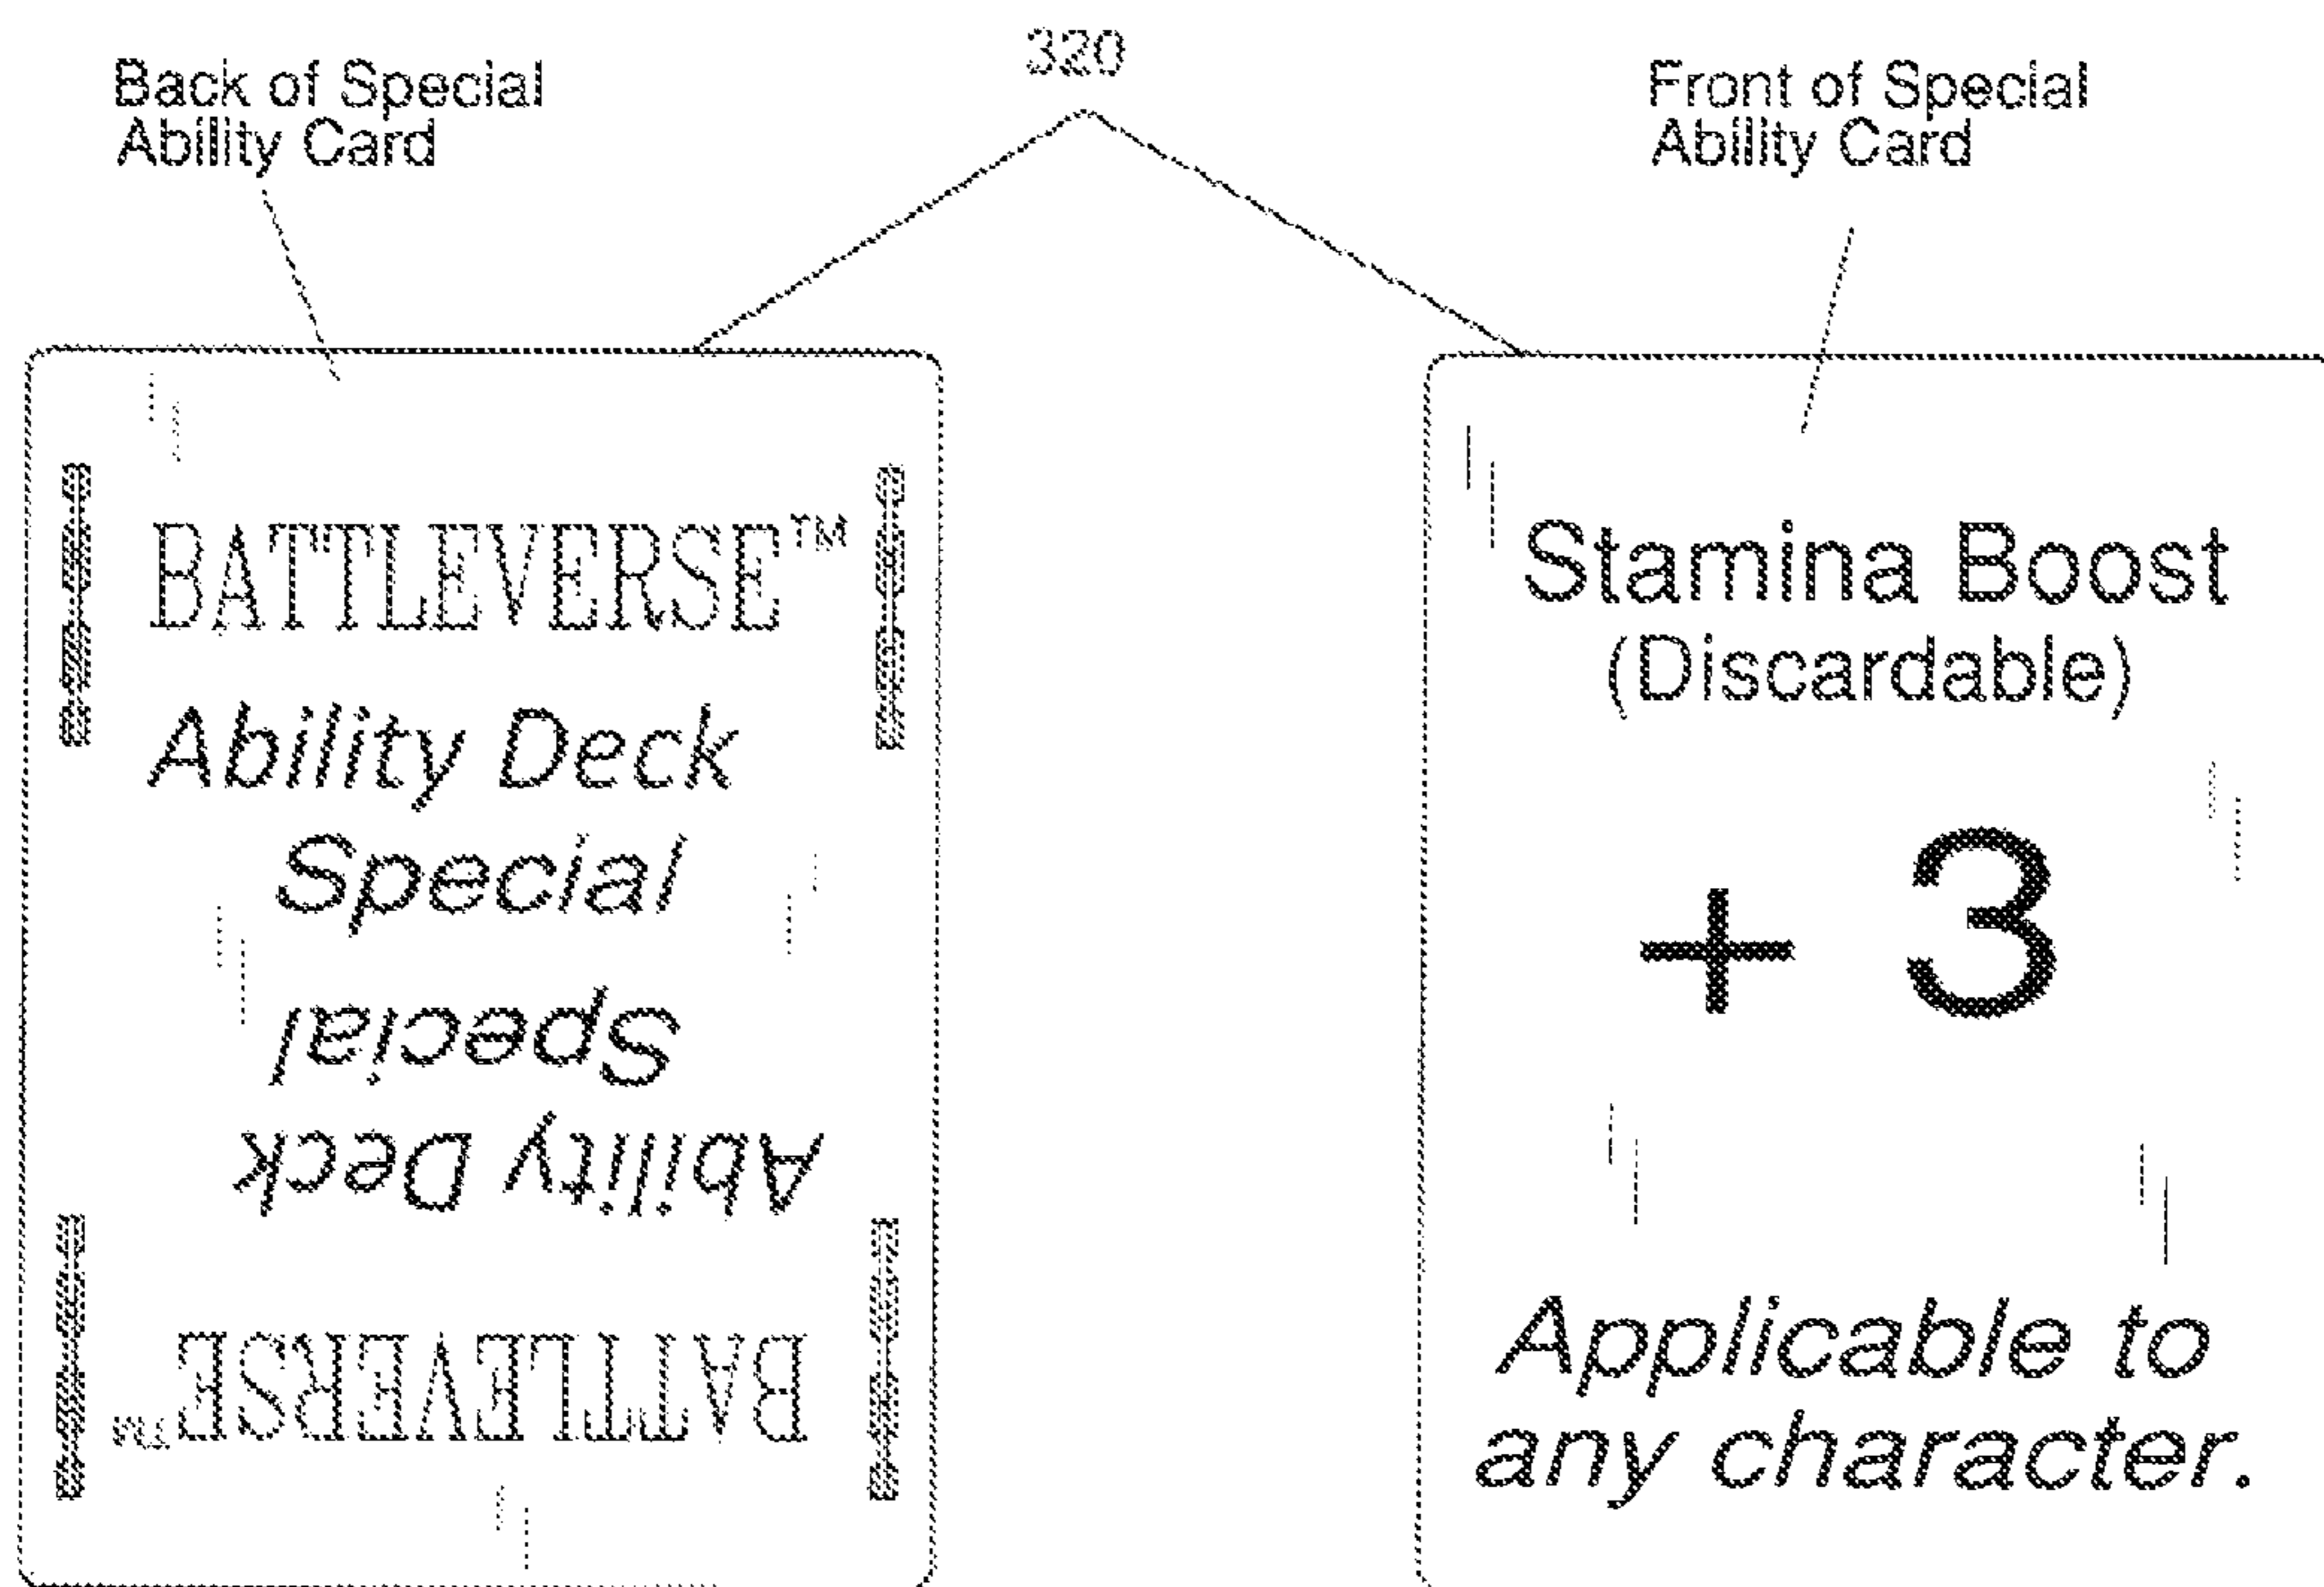 320
Back of Special
Ability Card
Front of Special
Ability Card
BATTLEVERSE™
Ability Deck
Special
Special
Ability Deck
BATTLEVERSE™
Stamina Boost
(Discardable)
+ 3
Applicable to
any character.